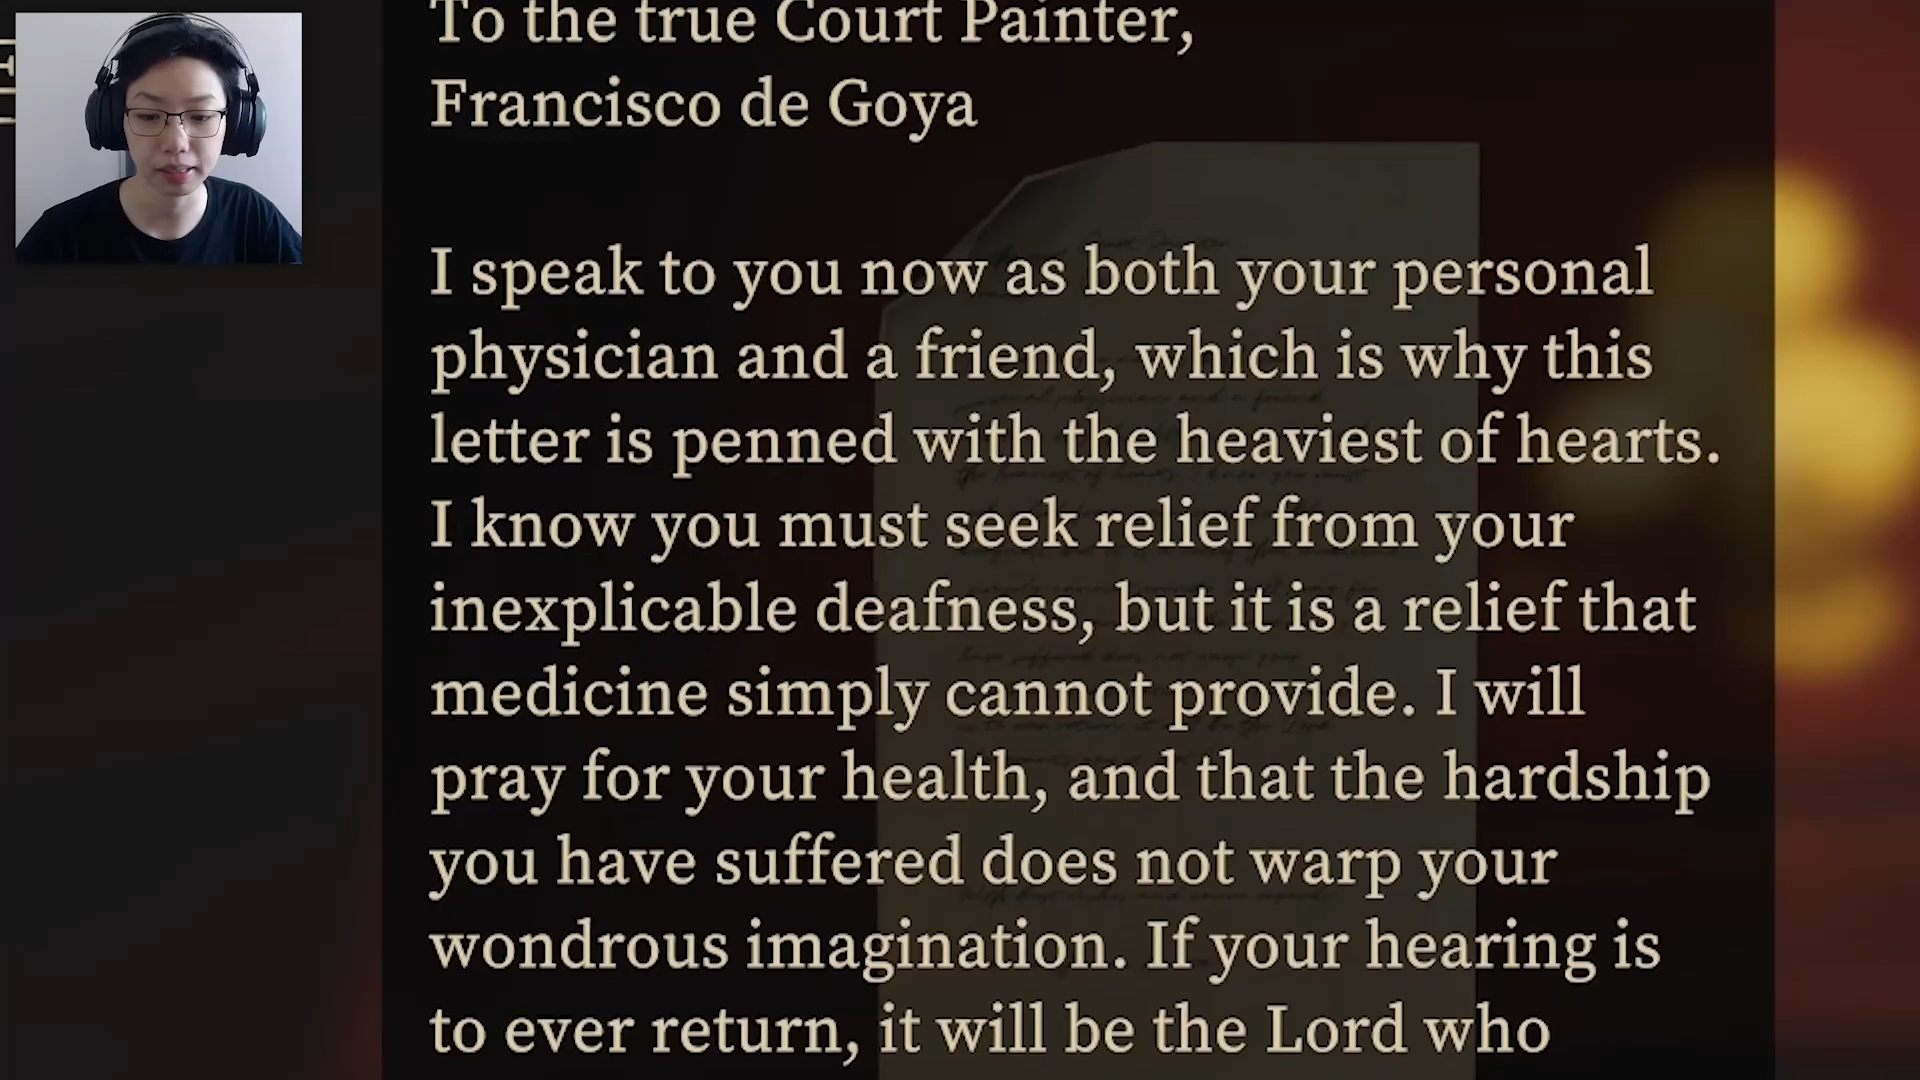 To the true Court Painter,
Francisco de Goya
I speak to you now as both your personal
physician and a friend, which is why this
letter is penned with the heaviest of hearts.
I know you must seek relief from your
inexplicable deafness, but it is a relief that
medicine simply cannot provide. I will
pray for your health, and that the hardship
you have suffered does not warp your
wondrous imagination. If your hearing is
to ever return, it will be the Lord who